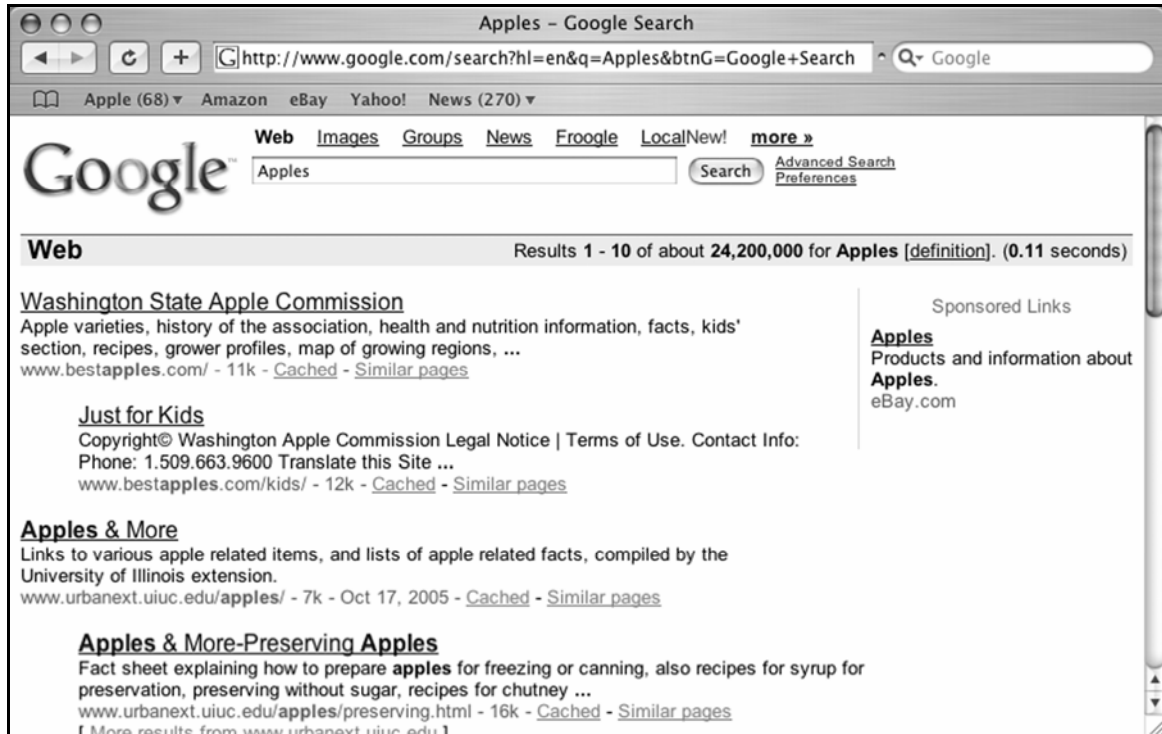 Apples – Google Search
http://www.google.com/search?hl=en&q=Apples&btnG=Google+Search
Google
Apple (68) Amazon eBay Yahoo! News (270)
Google™
Web Images Groups News Froogle LocalNew! more »
Apples
Search
Advanced Search
Preferences
Web
Results 1 - 10 of about 24,200,000 for Apples [definition]. (0.11 seconds)
Washington State Apple Commission
Apple varieties, history of the association, health and nutrition information, facts, kids'
section, recipes, grower profiles, map of growing regions, ...
www.bestapples.com/ - 11k - Cached - Similar pages
Just for Kids
Copyright© Washington Apple Commission Legal Notice | Terms of Use. Contact Info:
Phone: 1.509.663.9600 Translate this Site ...
www.bestapples.com/kids/ - 12k - Cached - Similar pages
Apples & More
Links to various apple related items, and lists of apple related facts, compiled by the
University of Illinois extension.
www.urbanext.uiuc.edu/apples/ - 7k - Oct 17, 2005 - Cached - Similar pages
Apples & More-Preserving Apples
Fact sheet explaining how to prepare apples for freezing or canning, also recipes for syrup for
preservation, preserving without sugar, recipes for chutney ...
www.urbanext.uiuc.edu/apples/preserving.html - 16k - Cached - Similar pages
[ More results from www.urbanext.uiuc.edu ]
Sponsored Links
Apples
Products and information about
Apples.
eBay.com